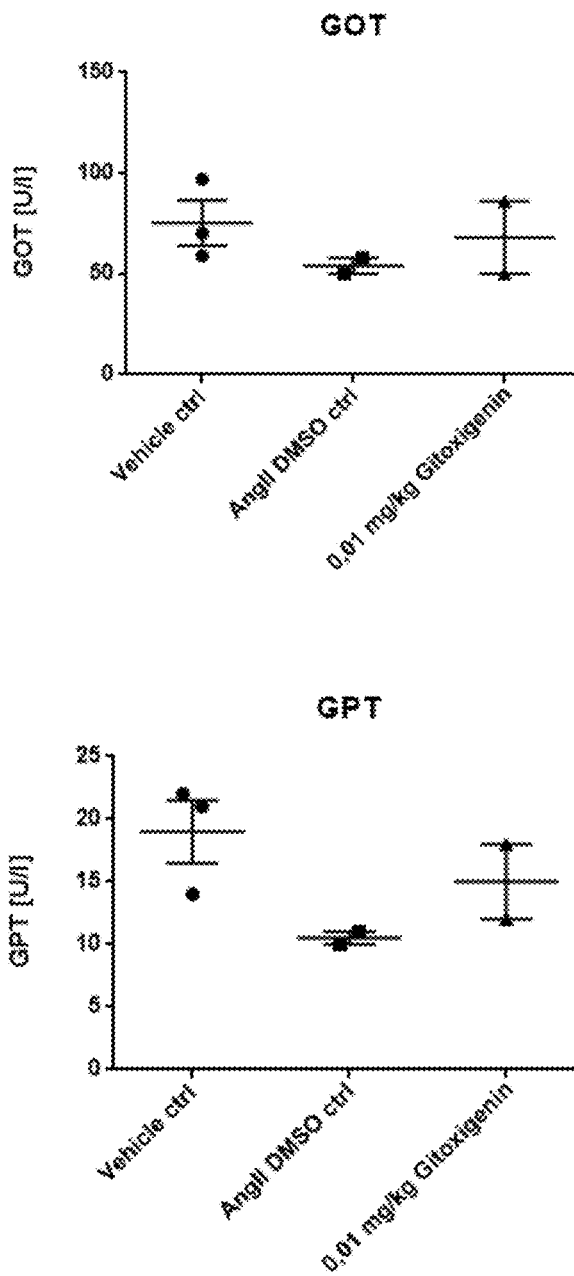 GOT
GOT [U/l]
150
100
50
0
Vehicle ctrl
AngII DMSO ctrl
0,01 mg/kg Gitoxigenin
GPT
GPT [U/l]
25
20
15
10
5
0
Vehicle ctrl
AngII DMSO ctrl
0,01 mg/kg Gitoxigenin